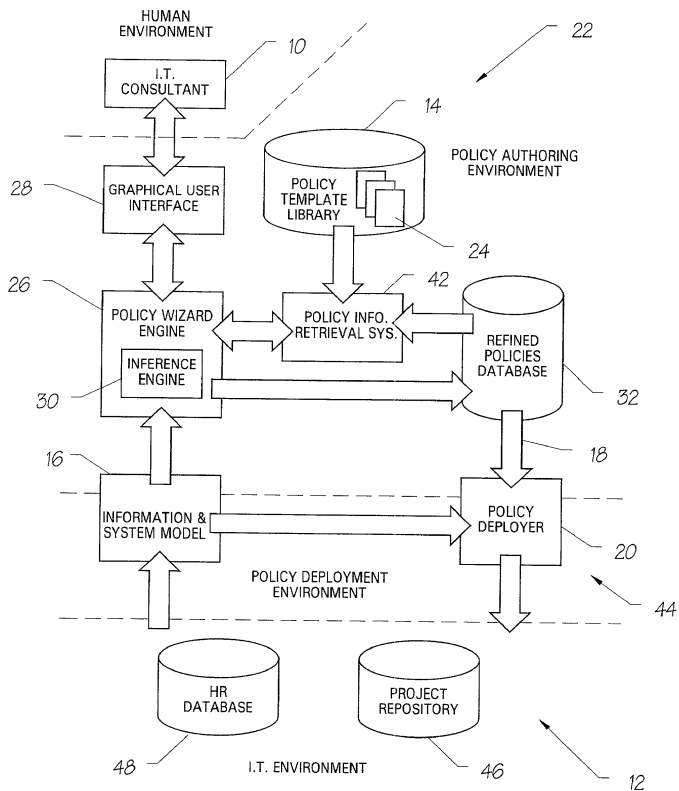 HUMAN
ENVIRONMENT
10
22
I.T.
CONSULTANT
14
POLICY AUTHORING
ENVIRONMENT
28
GRAPHICAL USER
INTERFACE
POLICY
TEMPLATE
LIBRARY
24
26
42
POLICY WIZARD
ENGINE
POLICY INFO.
RETRIEVAL SYS.
REFINED
POLICIES
DATABASE
INFERENCE
ENGINE
30
32
16
18
INFORMATION &
SYSTEM MODEL
POLICY
DEPLOYER
20
POLICY DEPLOYMENT
ENVIRONMENT
44
HR
DATABASE
PROJECT
REPOSITORY
48
46
I.T. ENVIRONMENT
12